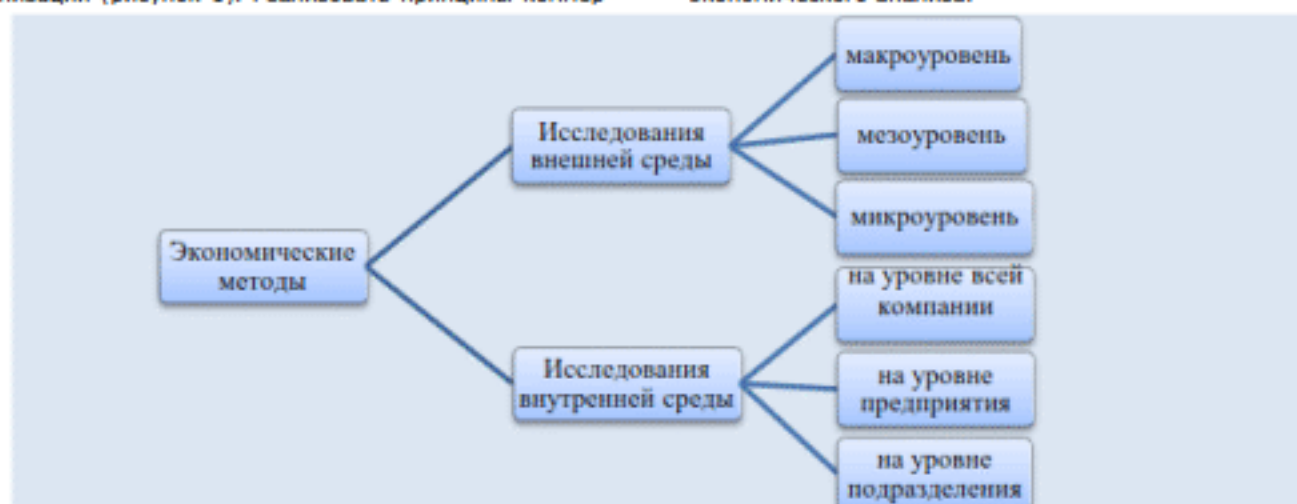 Экономические
методы
Исследования
внешней среды
макроуровень
мезоуровень
микроуровень
Исследования
внутренней среды
на уровне всей
компании
на уровне
предприятия
на уровне
подразделения